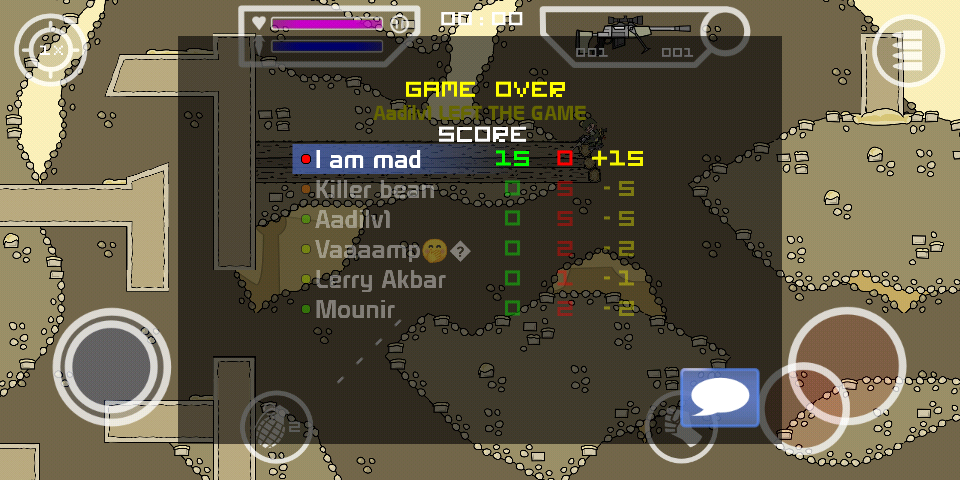 00:00
1X
001 001
GAME OVER
Aadilv1 LEFT THE GAME
SCORE
I am mad 15 0 +15
Killer bean 0 5 -5
Aadilv1 0 5 -5
Vaaaamp🤭� 0 2 -2
Lerry Akbar 0 1 -1
Mounir 0 2 -2
2